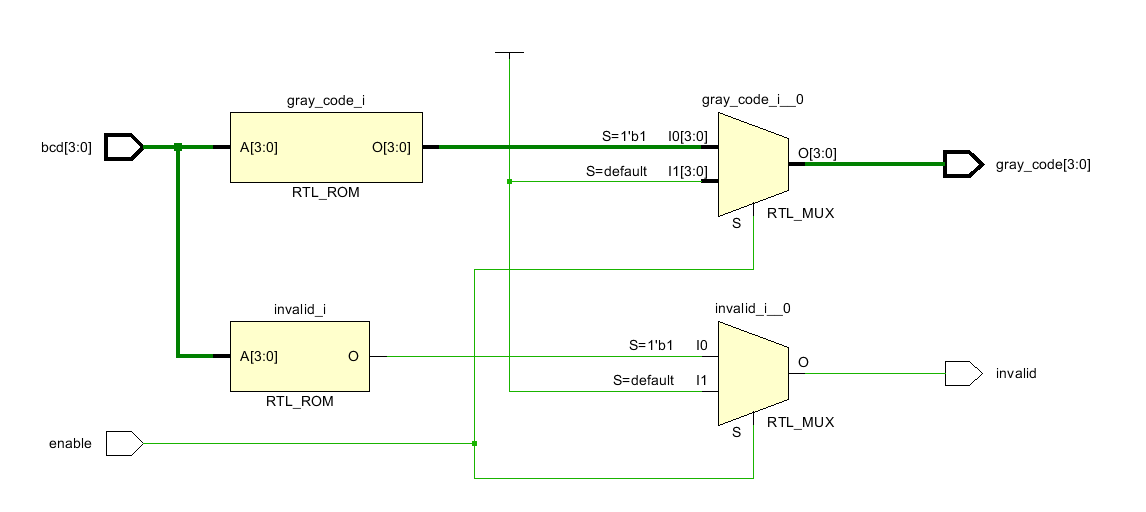 gray_code_i
bcd[3:0]
A[3:0] O[3:0]
RTL_ROM
gray_code_i__0
S=1'b1 I0[3:0]
S=default I1[3:0]
O[3:0]
S
RTL_MUX
gray_code[3:0]
invalid_i
A[3:0] O
RTL_ROM
invalid_i__0
S=1'b1 I0
S=default I1
O
S
RTL_MUX
invalid
enable